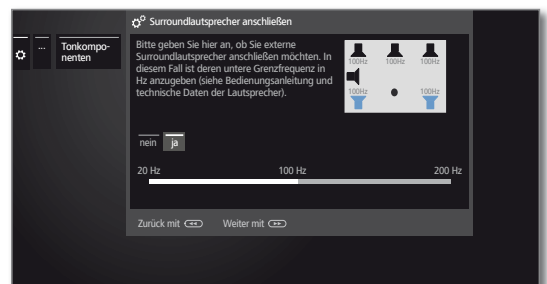 Surroundlautsprecher anschließen
...
Tonkompo-
nenten
Bitte geben Sie hier an, ob Sie externe
Surroundlautsprecher anschließen möchten. In
diesem Fall ist deren untere Grenzfrequenz in
Hz anzugeben (siehe Bedienungsanleitung und
technische Daten der Lautsprecher).
100Hz 100Hz 100Hz
100Hz 100Hz
nein ja
20 Hz 100 Hz 200 Hz
Zurück mit Weiter mit